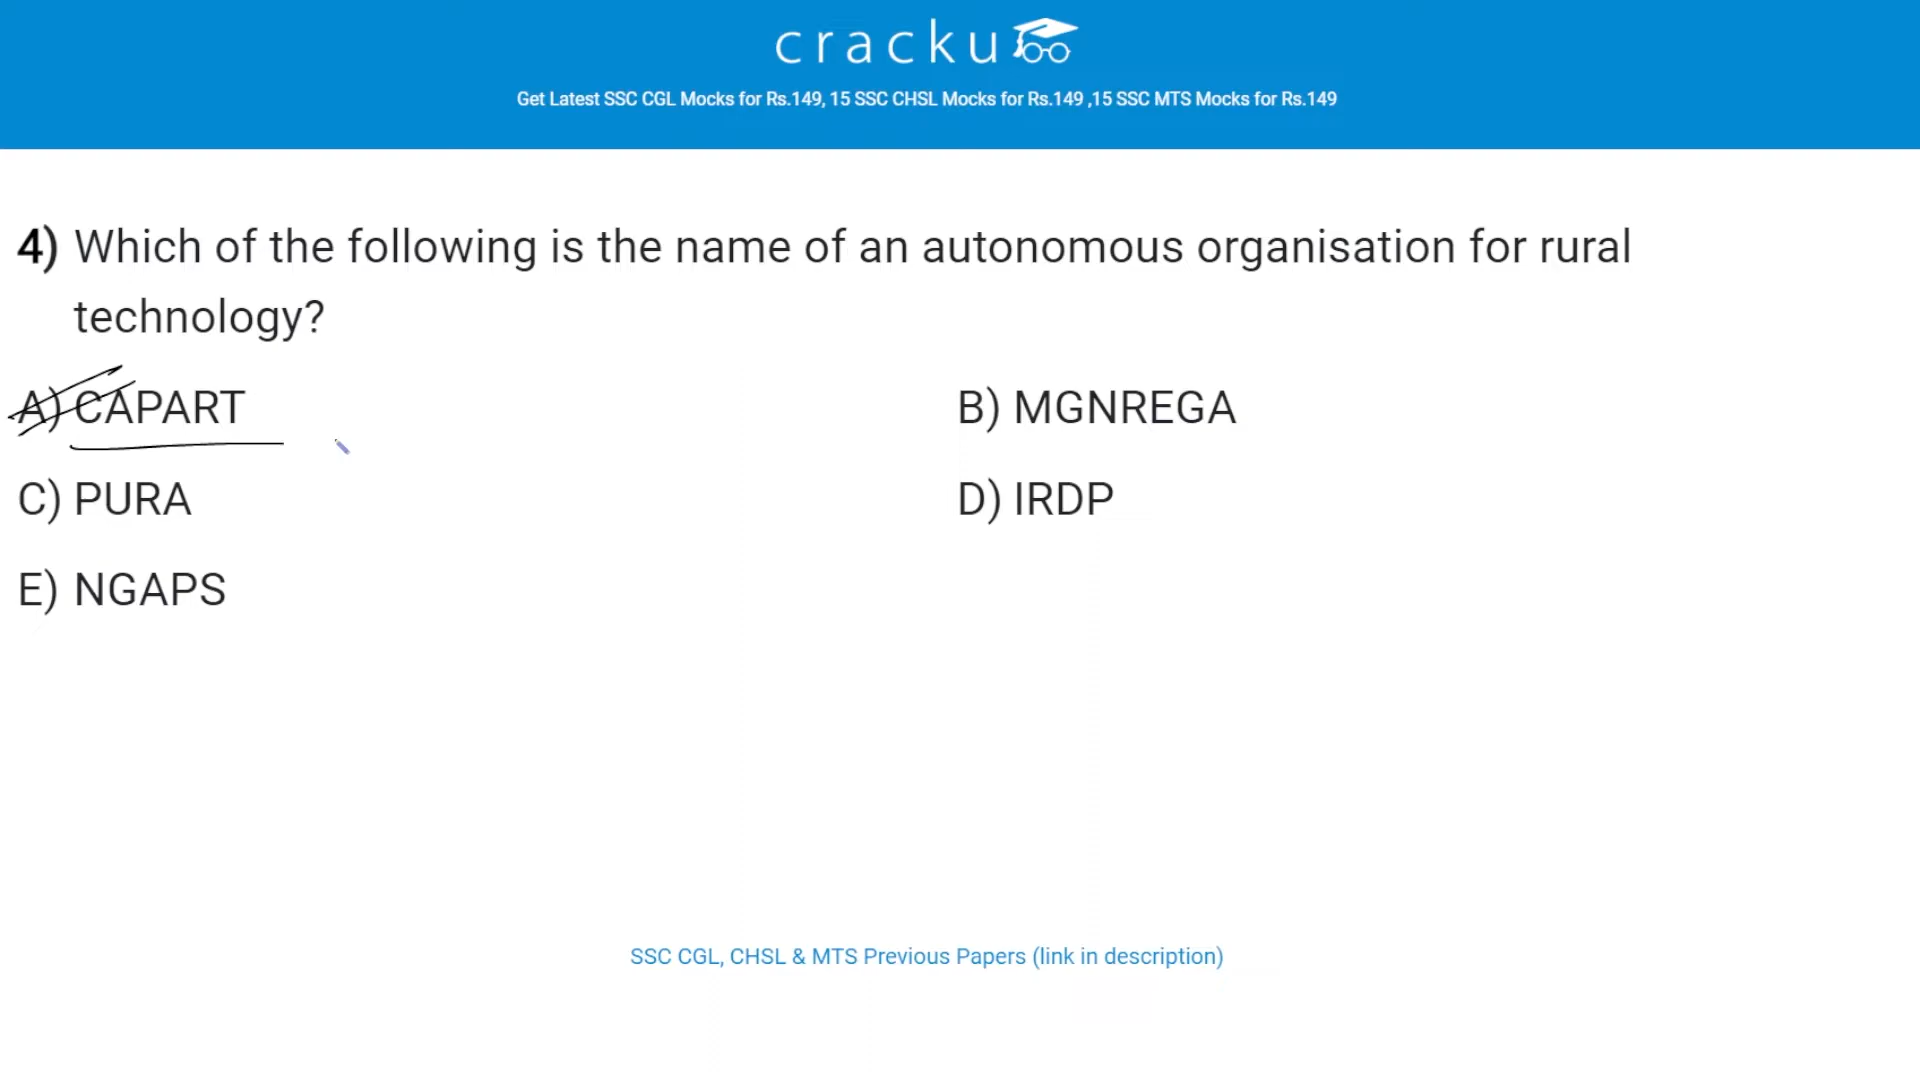 cracku
Get Latest SSC CGL Mocks for Rs.149, 15 SSC CHSL Mocks for Rs.149 ,15 SSC MTS Mocks for Rs.149
4) Which of the following is the name of an autonomous organisation for rural
technology?
A) CAPART
B) MGNREGA
C) PURA
D) IRDP
E) NGAPS
SSC CGL, CHSL & MTS Previous Papers (link in description)